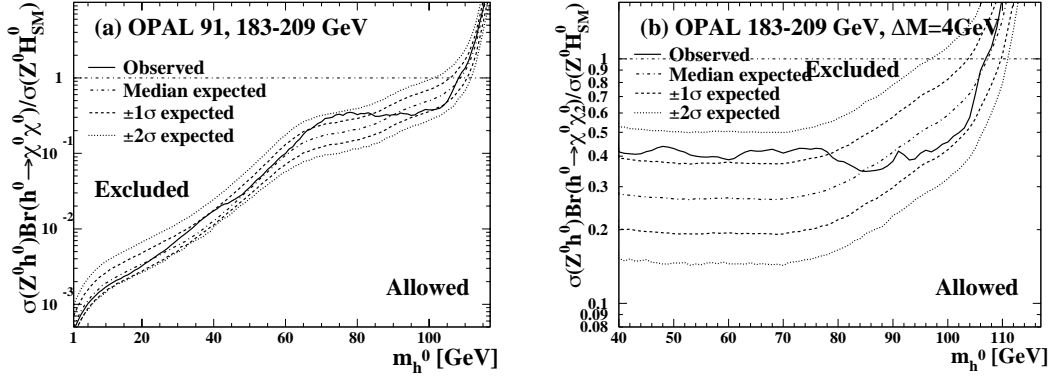 (a) OPAL 91, 183-209 GeV
Observed
Median expected
±1σ expected
±2σ expected
Excluded
Allowed
1
10⁻¹
10⁻²
10⁻³
1 20 40 60 80 100
σ(Z⁰h⁰)Br(h⁰→χ⁰χ⁰)/σ(Z⁰H⁰SM)
m_h⁰ [GeV]
(b) OPAL 183-209 GeV, ΔM=4GeV
Observed
Median expected
Excluded
±1σ expected
±2σ expected
Allowed
1
0.9
0.8
0.7
0.6
0.5
0.4
0.3
0.2
0.1
0.09
0.08
40 50 60 70 80 90 100 110
σ(Z⁰h⁰)Br(h⁰→χ⁰χ⁰₂)/σ(Z⁰H⁰SM)
m_h⁰ [GeV]